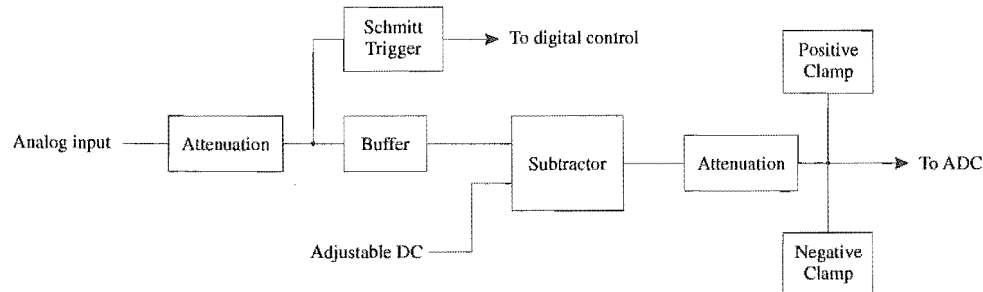 Schmitt
Trigger
To digital control
Positive
Clamp
Analog input
Attenuation
Buffer
Subtractor
Attenuation
To ADC
Adjustable DC
Negative
Clamp